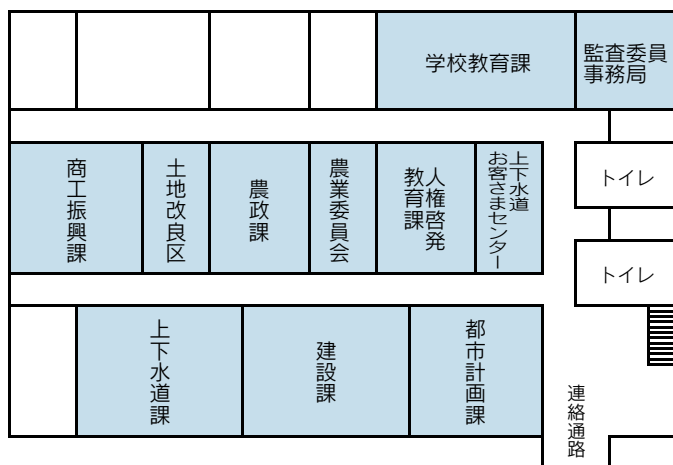 学校教育課
監査委員
事務局
商工振興課
土地改良区
農政課
農業委員会
人権啓発
教育課
上下水道
お客さまセンター
トイレ
トイレ
上下水道課
建設課
都市計画課
連絡通路